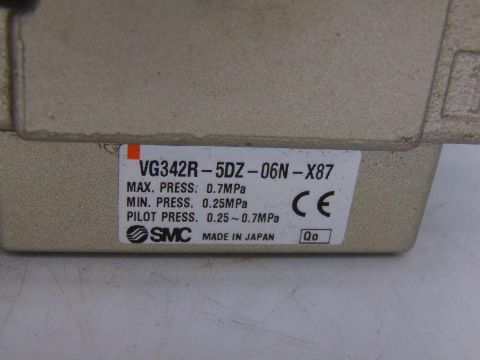 VG342R-5DZ-06N-X87
MAX. PRESS. 0.7MPa
MIN. PRESS. 0.25MPa
PILOT PRESS. 0.25~0.7MPa
CE
SMC MADE IN JAPAN Qo